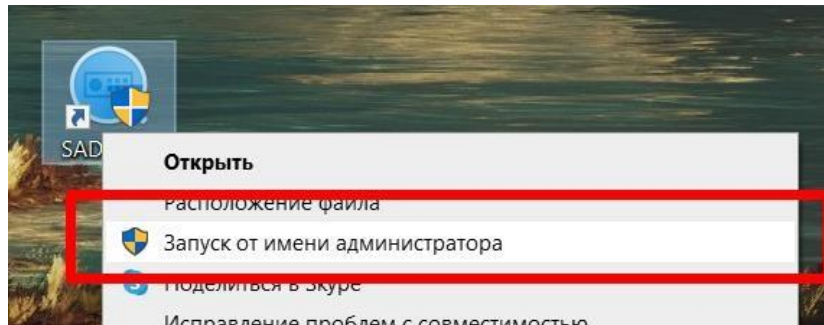 SAD
Открыть
Расположение файла
Запуск от имени администратора
Поделиться в Skype
Исправление проблем с совместимостью